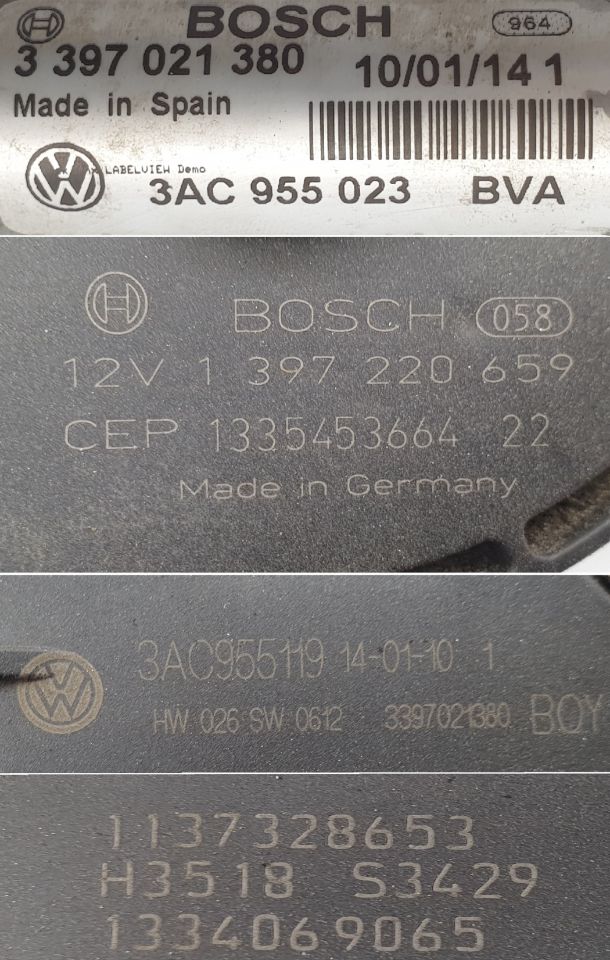 BOSCH 964
3 397 021 380 10/01/14 1
Made in Spain
LABELVIEW Demo
3AC 955 023 BVA
BOSCH 058
12V 1 397 220 659
CEP 1335453664 22
Made in Germany
3AC955119 14-01-10 1
HW 026 SW 0612 3397021380 BOY
1137328653
H3518 S3429
1334069065